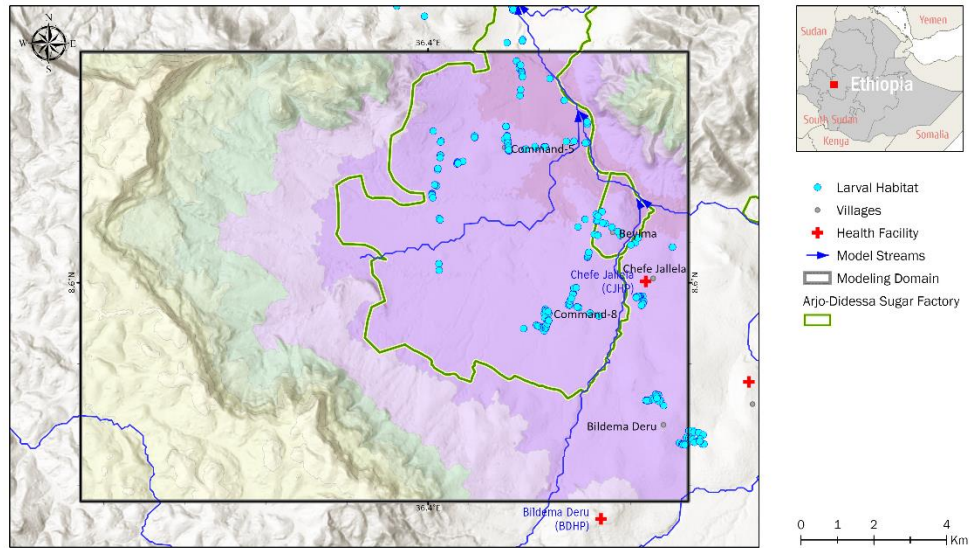 N
W E
S
36.4°E
8.6°N
8.6°N
Command-5
Beylma
Chefe Jallela
Chefe Jallela
(CJHP)
Command-8
Bildema Deru
36.4°E
Bildema Deru
(BDHP)
Sudan
Yemen
Ethiopia
South Sudan
Kenya
Somalia
Larval Habitat
Villages
Health Facility
Model Streams
Modeling Domain
Arjo-Didessa Sugar Factory
0 1 2 4
Km